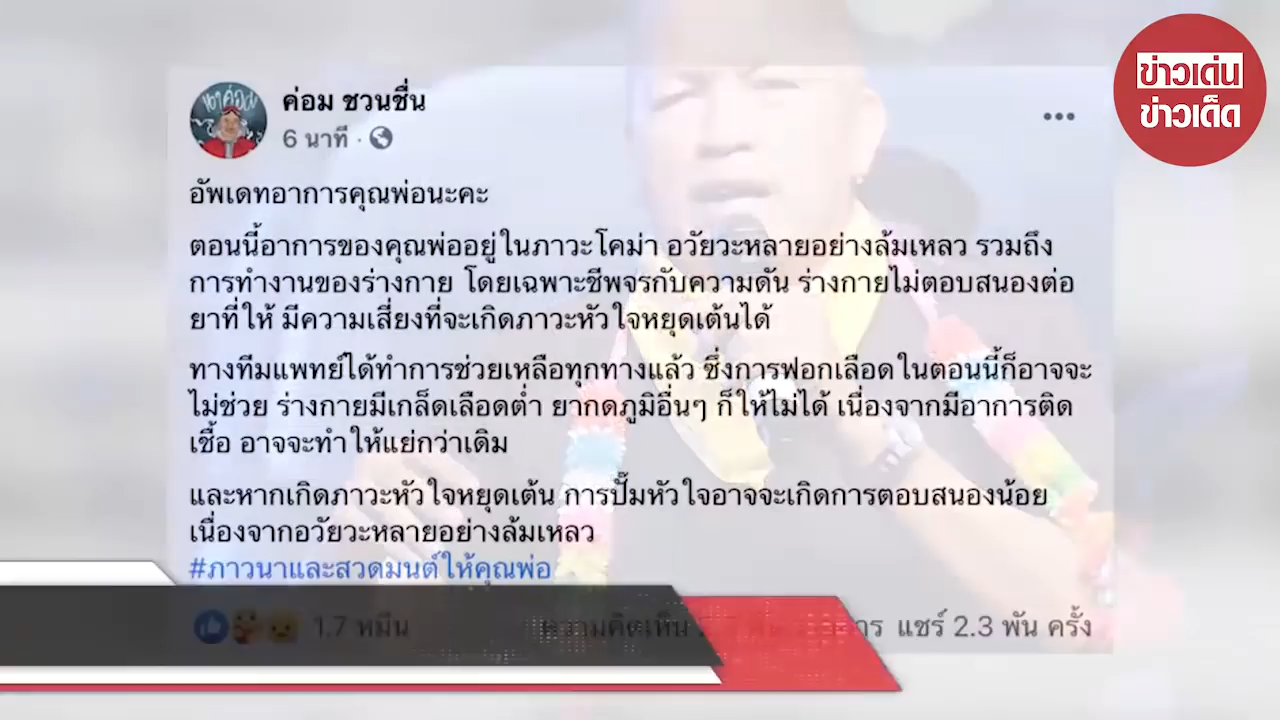 ข่าวเด่น
ข่าวเด็ด
ค่อม ชวนชื่น
6 นาที ·
อัพเดทอาการคุณพ่อนะคะ
ตอนนี้อาการของคุณพ่ออยู่ในภาวะโคม่า อวัยวะหลายอย่างล้มเหลว รวมถึง
การทำงานของร่างกาย โดยเฉพาะชีพจรกับความดัน ร่างกายไม่ตอบสนองต่อ
ยาที่ให้ มีความเสี่ยงที่จะเกิดภาวะหัวใจหยุดเต้นได้
ทางทีมแพทย์ได้ทำการช่วยเหลือทุกทางแล้ว ซึ่งการฟอกเลือดในตอนนี้ก็อาจจะ
ไม่ช่วย ร่างกายมีเกล็ดเลือดต่ำ ยากดภูมิอื่นๆ ก็ให้ไม่ได้ เนื่องจากมีอาการติด
เชื้อ อาจจะทำให้แย่กว่าเดิม
และหากเกิดภาวะหัวใจหยุดเต้น การปั๊มหัวใจอาจจะเกิดการตอบสนองน้อย
เนื่องจากอวัยวะหลายอย่างล้มเหลว
#ภาวนาและสวดมนต์ให้คุณพ่อ
1.7 หมื่น ความคิดเห็น แชร์ 2.3 พัน ครั้ง